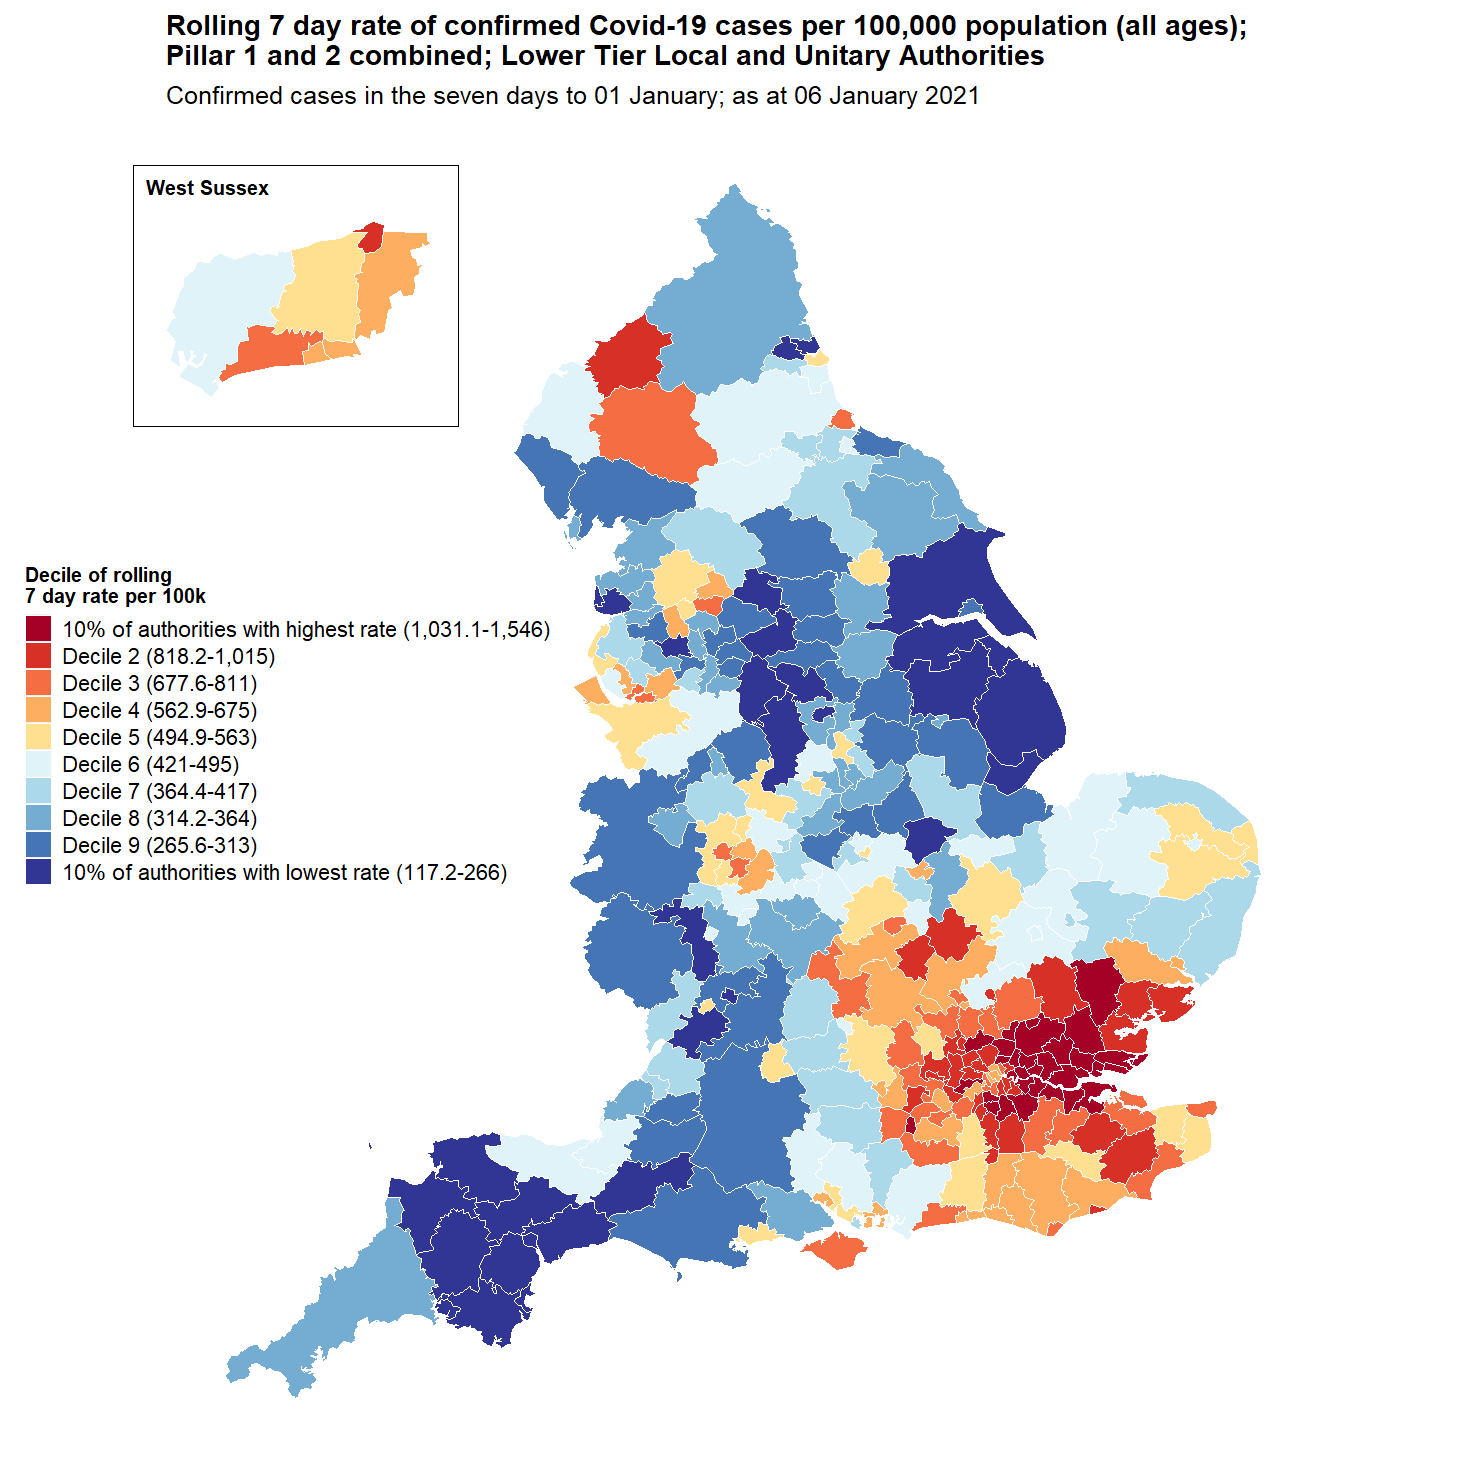 Rolling 7 day rate of confirmed Covid-19 cases per 100,000 population (all ages);
Pillar 1 and 2 combined; Lower Tier Local and Unitary Authorities
Confirmed cases in the seven days to 01 January; as at 06 January 2021
West Sussex
Decile of rolling
7 day rate per 100k
10% of authorities with highest rate (1,031.1-1,546)
Decile 2 (818.2-1,015)
Decile 3 (677.6-811)
Decile 4 (562.9-675)
Decile 5 (494.9-563)
Decile 6 (421-495)
Decile 7 (364.4-417)
Decile 8 (314.2-364)
Decile 9 (265.6-313)
10% of authorities with lowest rate (117.2-266)